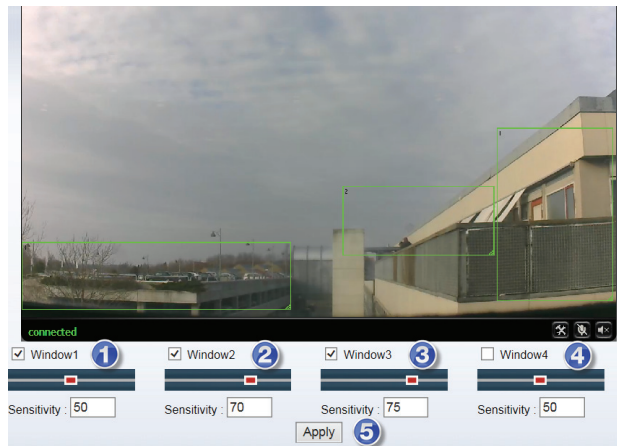 1
2
connected
Window1 1 Window2 2 Window3 3 Window4 4
Sensitivity : 50 Sensitivity : 70 Sensitivity : 75 Sensitivity : 50
Apply 5